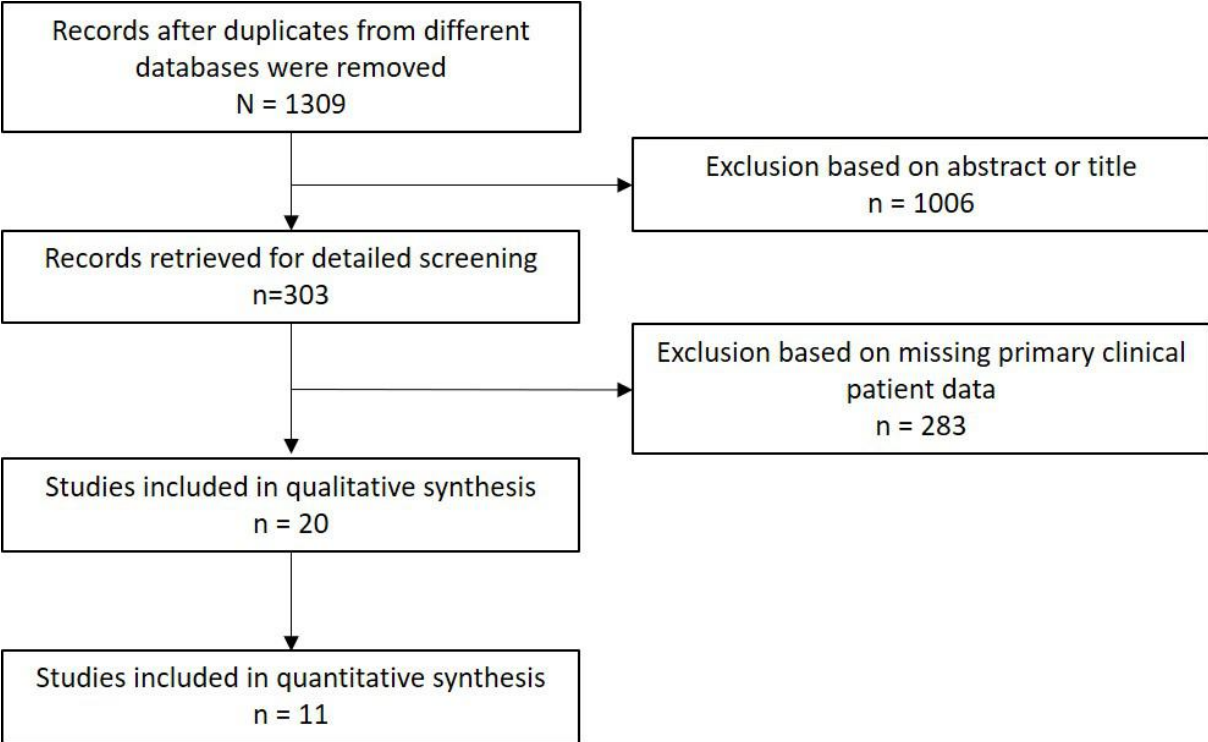 Records after duplicates from different
databases were removed
N = 1309
Exclusion based on abstract or title
n = 1006
Records retrieved for detailed screening
n=303
Exclusion based on missing primary clinical
patient data
n = 283
Studies included in qualitative synthesis
n = 20
Studies included in quantitative synthesis
n = 11